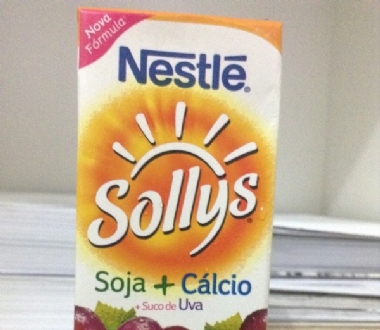 Nova
Fórmula
Nestlé
Sollys
Soja + Cálcio
+ Suco de Uva